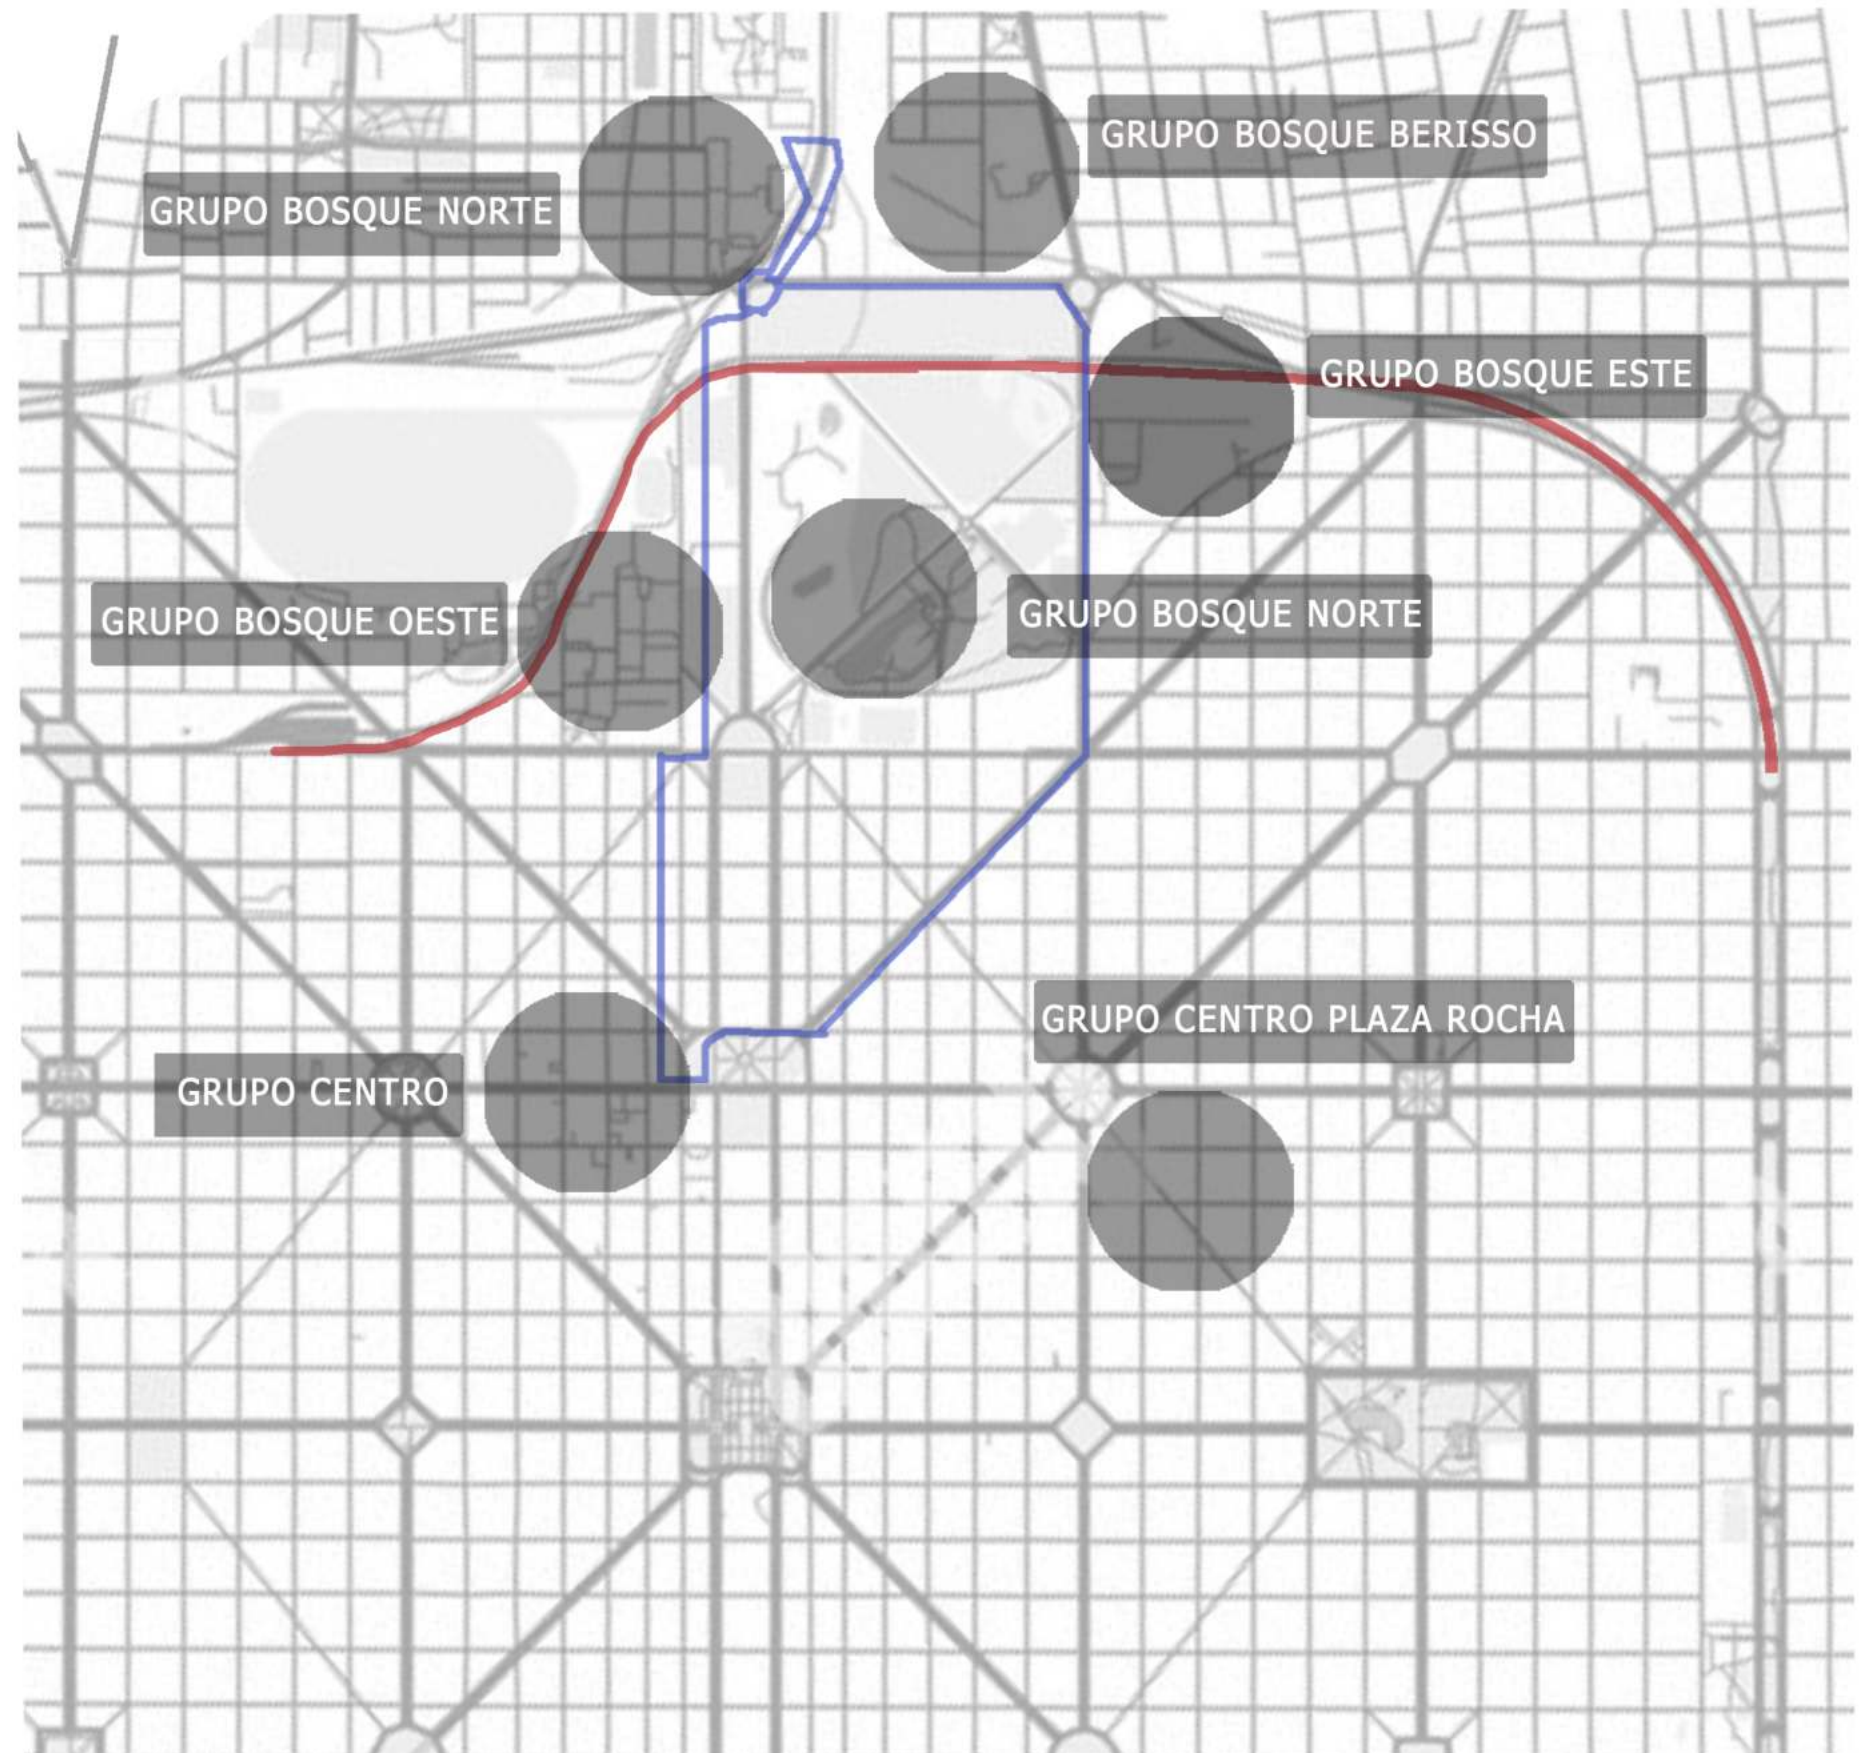 GRUPO BOSQUE BERISSO
GRUPO BOSQUE NORTE
GRUPO BOSQUE ESTE
GRUPO BOSQUE OESTE
GRUPO BOSQUE NORTE
GRUPO CENTRO PLAZA ROCHA
GRUPO CENTRO